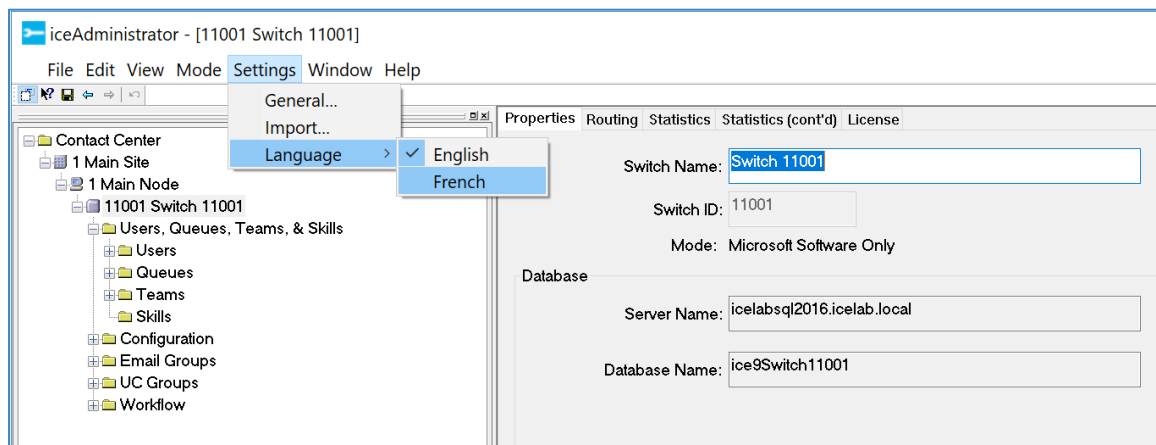 iceAdministrator - [11001 Switch 11001]
File Edit View Mode Settings Window Help
General...
Import...
Language
English
French
Contact Center
1 Main Site
1 Main Node
11001 Switch 11001
Users, Queues, Teams, & Skills
Users
Queues
Teams
Skills
Configuration
Email Groups
UC Groups
Workflow
Properties Routing Statistics Statistics (cont'd) License
Switch Name: Switch 11001
Switch ID: 11001
Mode: Microsoft Software Only
Database
Server Name: icelabsql2016.icelab.local
Database Name: ice9Switch11001